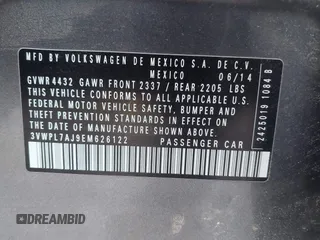 MFD BY VOLKSWAGEN DE MEXICO S.A. DE C.V.
MEXICO 06/14
GVWR 4432 GAWR FRONT 2337 / REAR 2205 LBS
THIS VEHICLE CONFORMS TO ALL APPLICABLE
FEDERAL MOTOR VEHICLE SAFETY, BUMPER AND
THEFT PREVENTION STANDARDS IN EFFECT ON
THE DATE OF MANUFACTURE SHOWN ABOVE
3VWPL7AJ9EM626122 PASSENGER CAR
2425019 1084 B
STATBID.COM